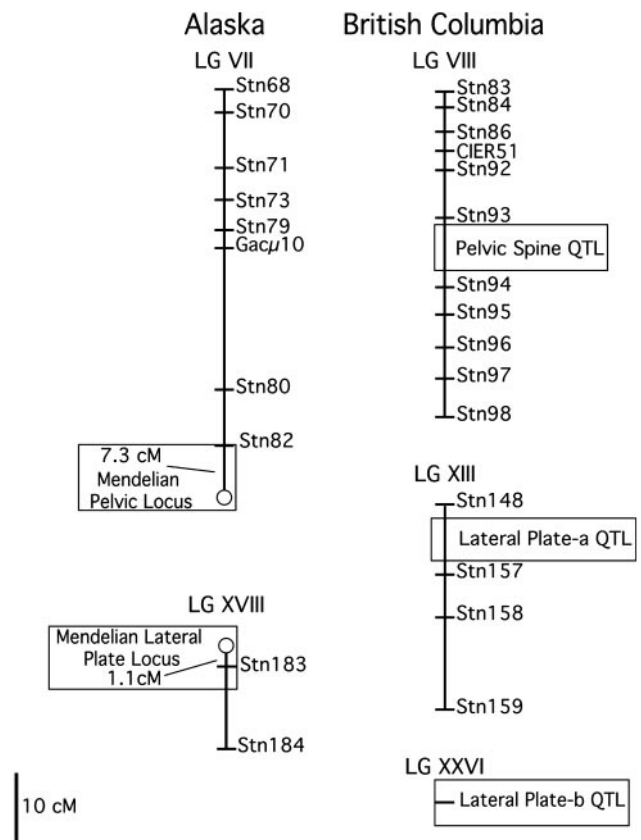 Alaska
LG VII
Stn68
Stn70
Stn71
Stn73
Stn79
Gacµ10
Stn80
Stn82
7.3 cM
Mendelian
Pelvic Locus
LG XVIII
Mendelian Lateral
Plate Locus
1.1cM
Stn183
Stn184
10 cM
British Columbia
LG VIII
Stn83
Stn84
Stn86
CIER51
Stn92
Stn93
Pelvic Spine QTL
Stn94
Stn95
Stn96
Stn97
Stn98
LG XIII
Stn148
Lateral Plate-a QTL
Stn157
Stn158
Stn159
LG XXVI
Lateral Plate-b QTL